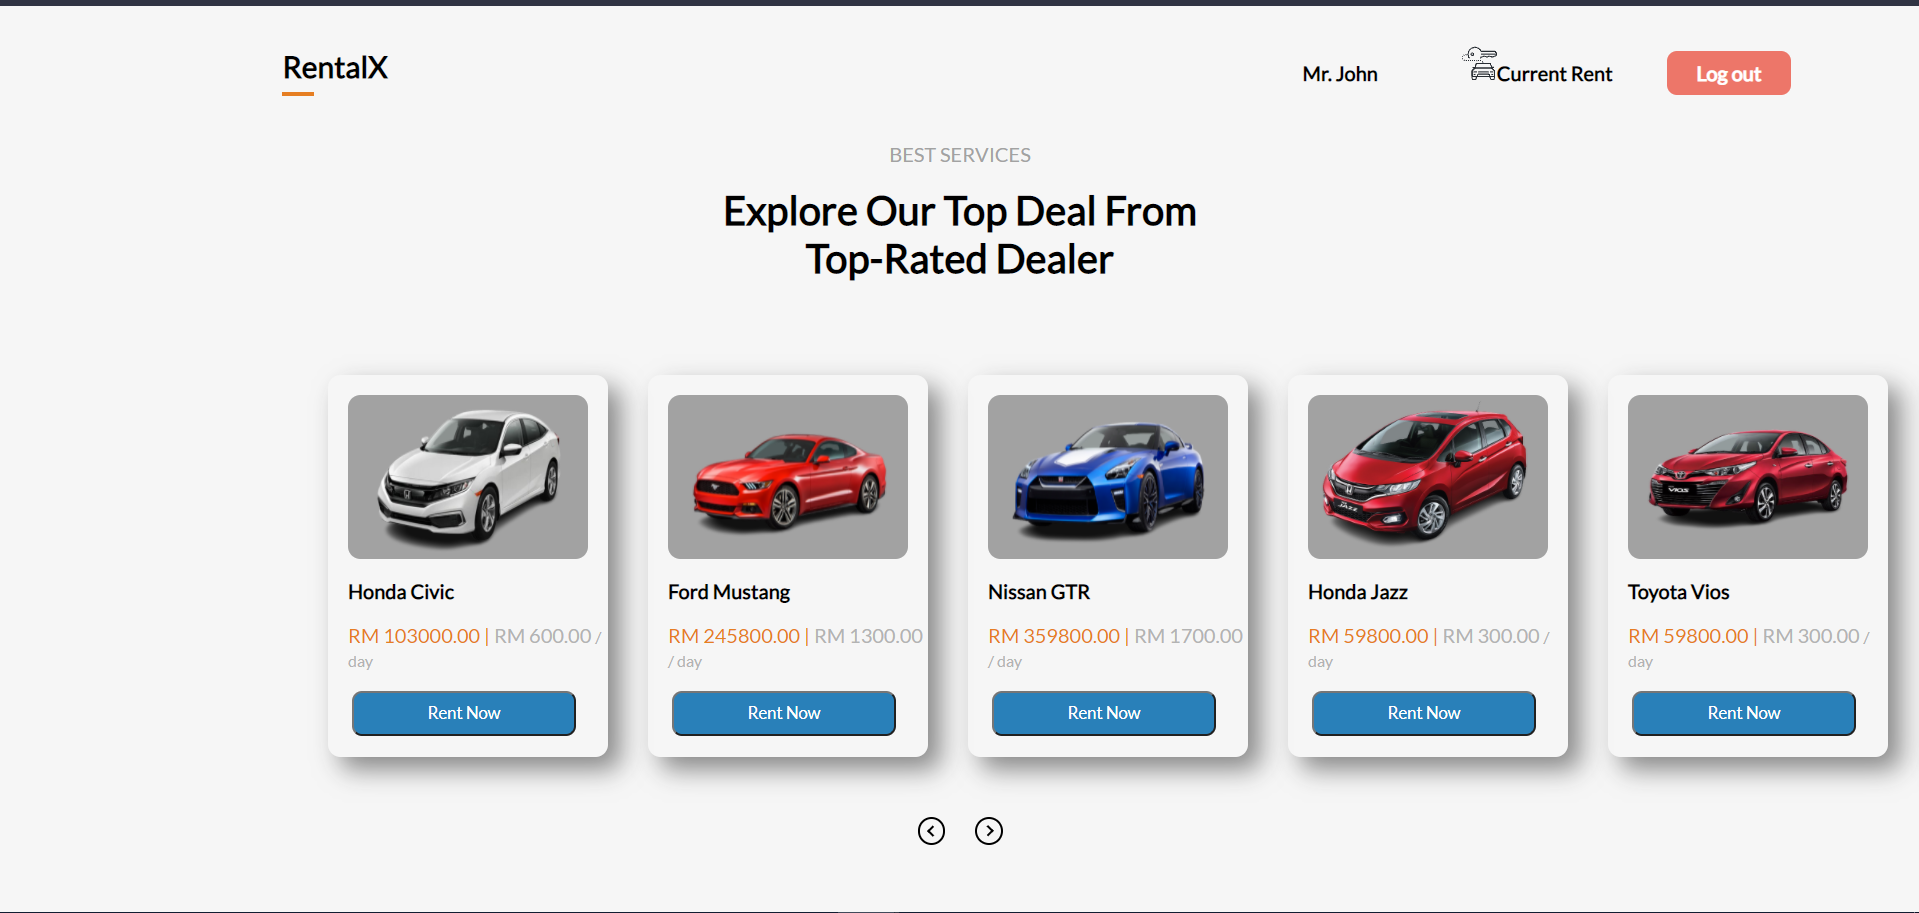 RentalX
Mr. John
Current Rent
Log out
BEST SERVICES
Explore Our Top Deal From
Top-Rated Dealer
JAZZ
VIOS
Honda Civic
RM 103000.00 | RM 600.00 /
day
Rent Now
Ford Mustang
RM 245800.00 | RM 1300.00
/ day
Rent Now
Nissan GTR
RM 359800.00 | RM 1700.00
/ day
Rent Now
Honda Jazz
RM 59800.00 | RM 300.00 /
day
Rent Now
Toyota Vios
RM 59800.00 | RM 300.00 /
day
Rent Now